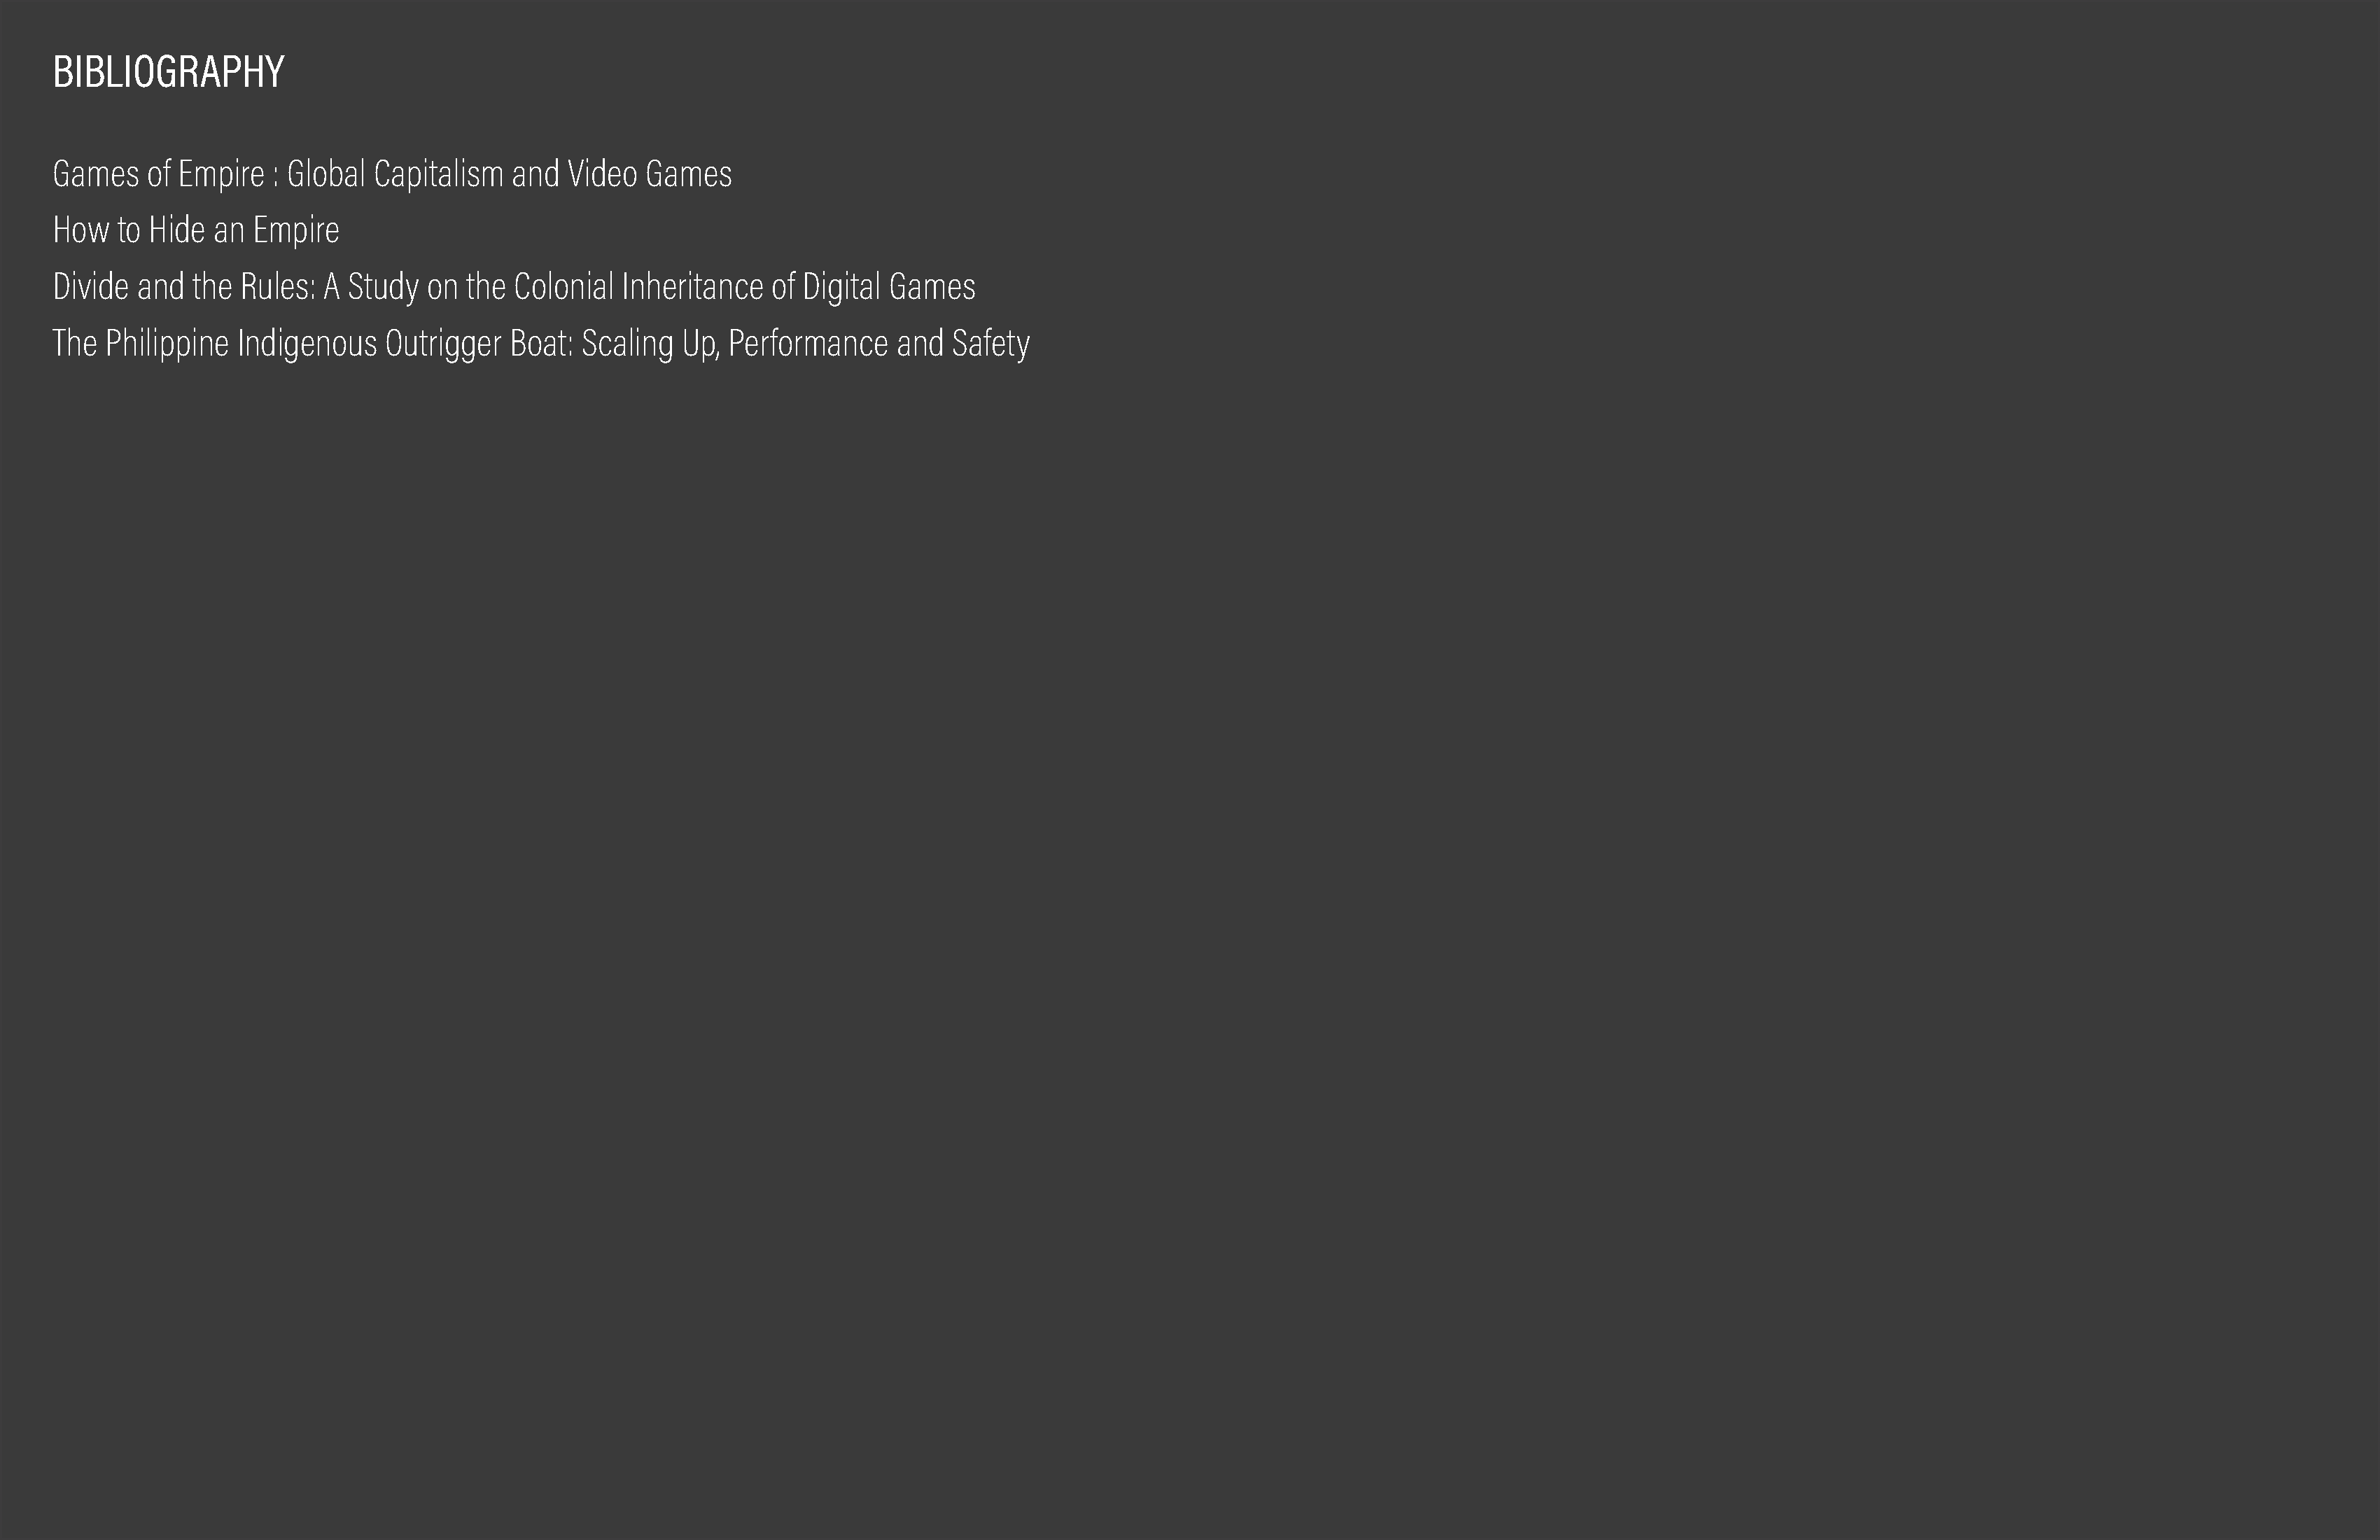 BIBLIOGRAPHY
Games of Empire : Global Capitalism and Video Games
How to Hide an Empire
Divide and the Rules: A Study on the Colonial Inheritance of Digital Games
The Philippine Indigenous Outrigger Boat: Scaling Up, Performance and Safety